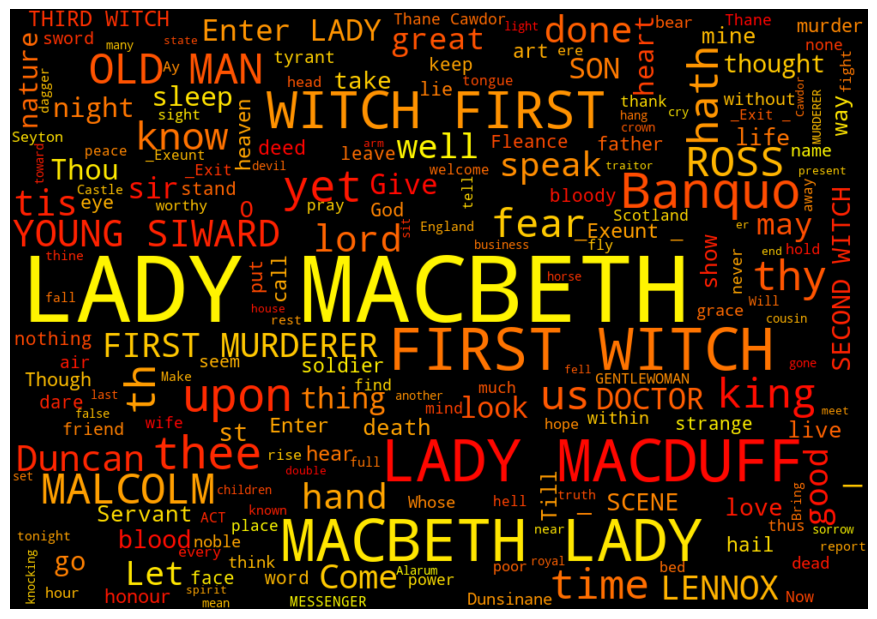 THIRD WITCH
Enter LADY
Thane Cawdor
light
done
bear
Thane
many
sword
state
great
art
ere
none
murder
mine
OLD MAN
Ay
tyrant
keep
SON
heart
hath
thought
fight
nature
dagger
night
sleep
head
take
lie
tongue
WITCH FIRST
thank
cry
without
Cawdor
MURDERER
way
sight
hang
crown
_Exit _
Seyton
know
heaven
deed
well
Fleance
father
life
name
toward
peace
_Exeunt
_Exit
leave
arm
welcome
speak
traitor
ROSS
present
Thou
devil
Castle
sir
stand
yet
Give
tell
bloody
Banquo
away
tis
eye
worthy
O
pray
God
fear
Scotland
may
YOUNG SIWARD
lord
sit
England
_Exeunt _
er
business
fly
show
never
end
hold
SECOND WITCH
thine
put
call
LADY MACBETH
horse
thy
fall
house
rest
grace
Will
cousin
nothing
FIRST MURDERER
FIRST WITCH
air
seem
soldier
fell
gone
Though
th
Make
upon
find
another
much
us
GENTLEWOMAN
king
meet
dare
last
thing
mind
look
DOCTOR
false
wife
st
Enter
death
hope
within
strange
live
friend
Duncan
thee
rise
hear
full
LADY MACDUFF
good
set
double
MALCOLM
children
hand
Whose
hell
Till
truth
_ SCENE
_
Bring
love
Servant
ACT
known
place
MACBETH LADY
near
hail
thus
sorrow
tonight
blood
noble
every
report
knocking
go
Let
face
think
word
Come
Alarum
power
poor
royal
bed
dead
hour
honour
spirit
mean
MESSENGER
Dunsinane
time
LENNOX
Now